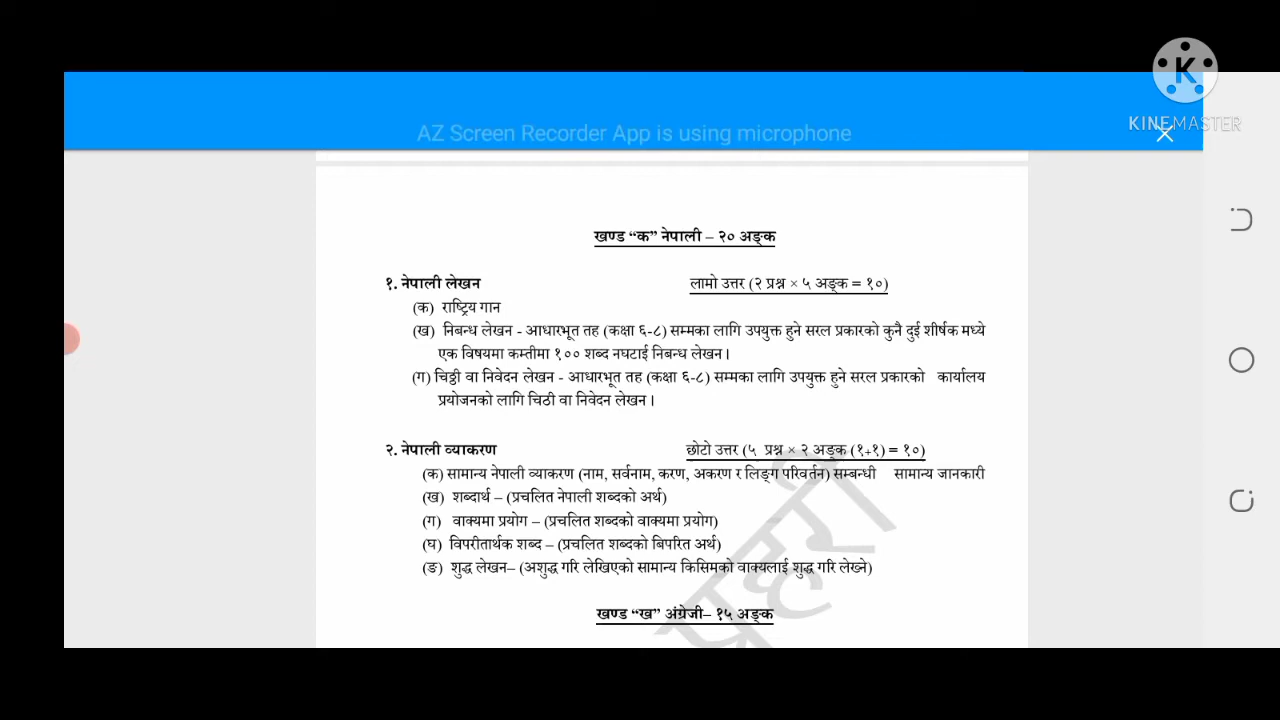 K
KINEMASTER
AZ Screen Recorder App is using microphone
खण्ड “क” नेपाली – २० अङ्क
१. नेपाली लेखन लामो उत्तर (२ प्रश्न × ५ अङ्क = १०)
(क) राष्ट्रिय गान
(ख) निबन्ध लेखन - आधारभूत तह (कक्षा ६-८) सम्मका लागि उपयुक्त हुने सरल प्रकारको कुनै दुई शीर्षक मध्ये
एक विषयमा कम्तीमा १०० शब्द नघटाई निबन्ध लेखन।
(ग) चिठ्ठी वा निवेदन लेखन - आधारभूत तह (कक्षा ६-८) सम्मका लागि उपयुक्त हुने सरल प्रकारको कार्यालय
प्रयोजनको लागि चिठी वा निवेदन लेखन।
२. नेपाली व्याकरण छोटो उत्तर (५ प्रश्न × २ अङ्क (१+१) = १०)
(क) सामान्य नेपाली व्याकरण (नाम, सर्वनाम, करण, अकरण र लिङ्ग परिवर्तन) सम्बन्धी सामान्य जानकारी
(ख) शब्दार्थ – (प्रचलित नेपाली शब्दको अर्थ)
(ग) वाक्यमा प्रयोग – (प्रचलित शब्दको वाक्यमा प्रयोग)
(घ) विपरीतार्थक शब्द – (प्रचलित शब्दको बिपरित अर्थ)
(ङ) शुद्ध लेखन– (अशुद्ध गरि लेखिएको सामान्य किसिमको वाक्यलाई शुद्ध गरि लेख्ने)
खण्ड “ख” अंग्रेजी– १५ अङ्क